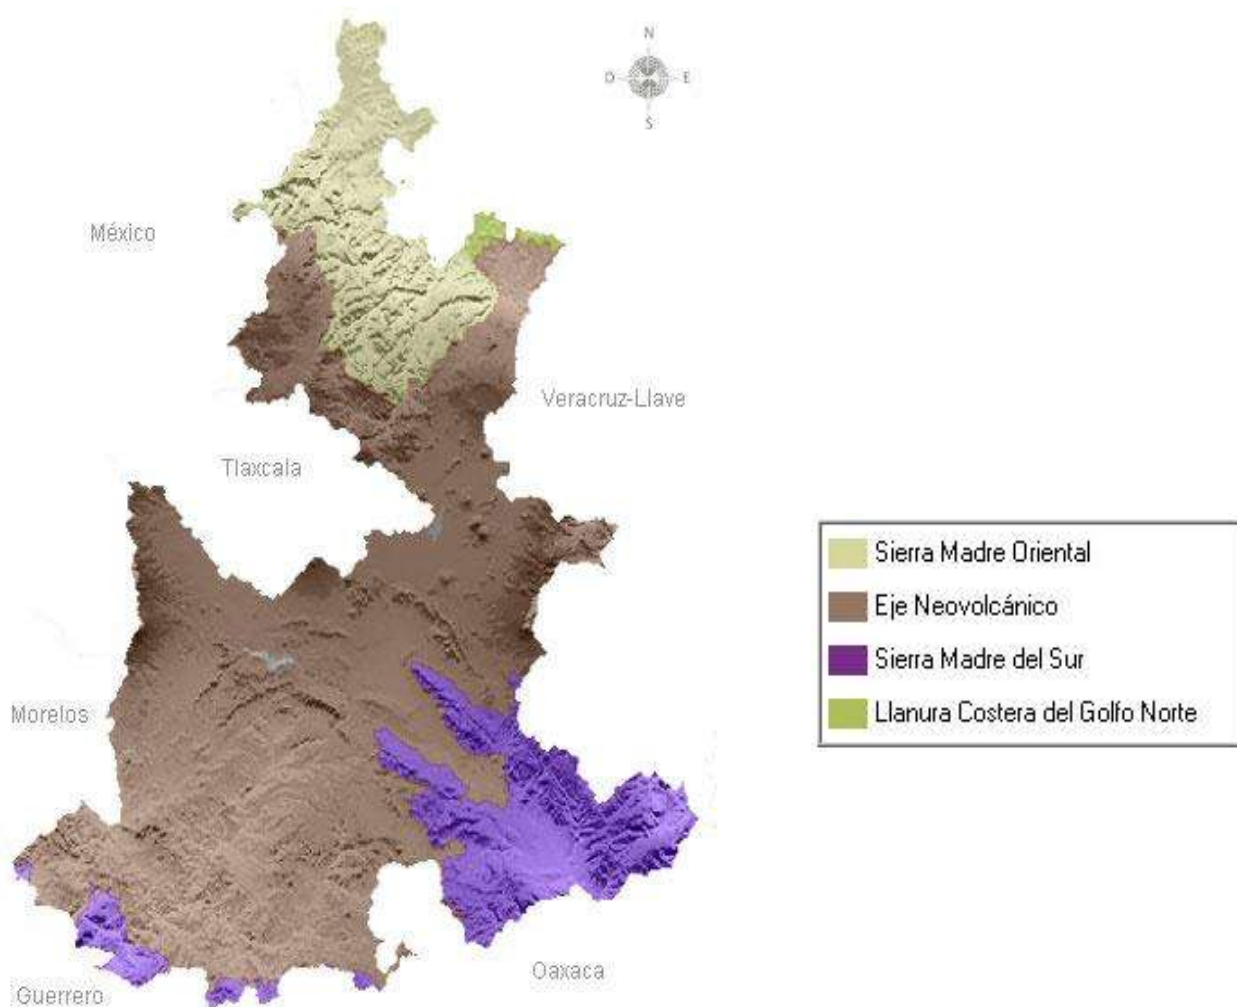 N
O E
S
México
Veracruz-Llave
Tlaxcala
Morelos
Oaxaca
Guerrero
Sierra Madre Oriental
Eje Neovolcánico
Sierra Madre del Sur
Llanura Costera del Golfo Norte